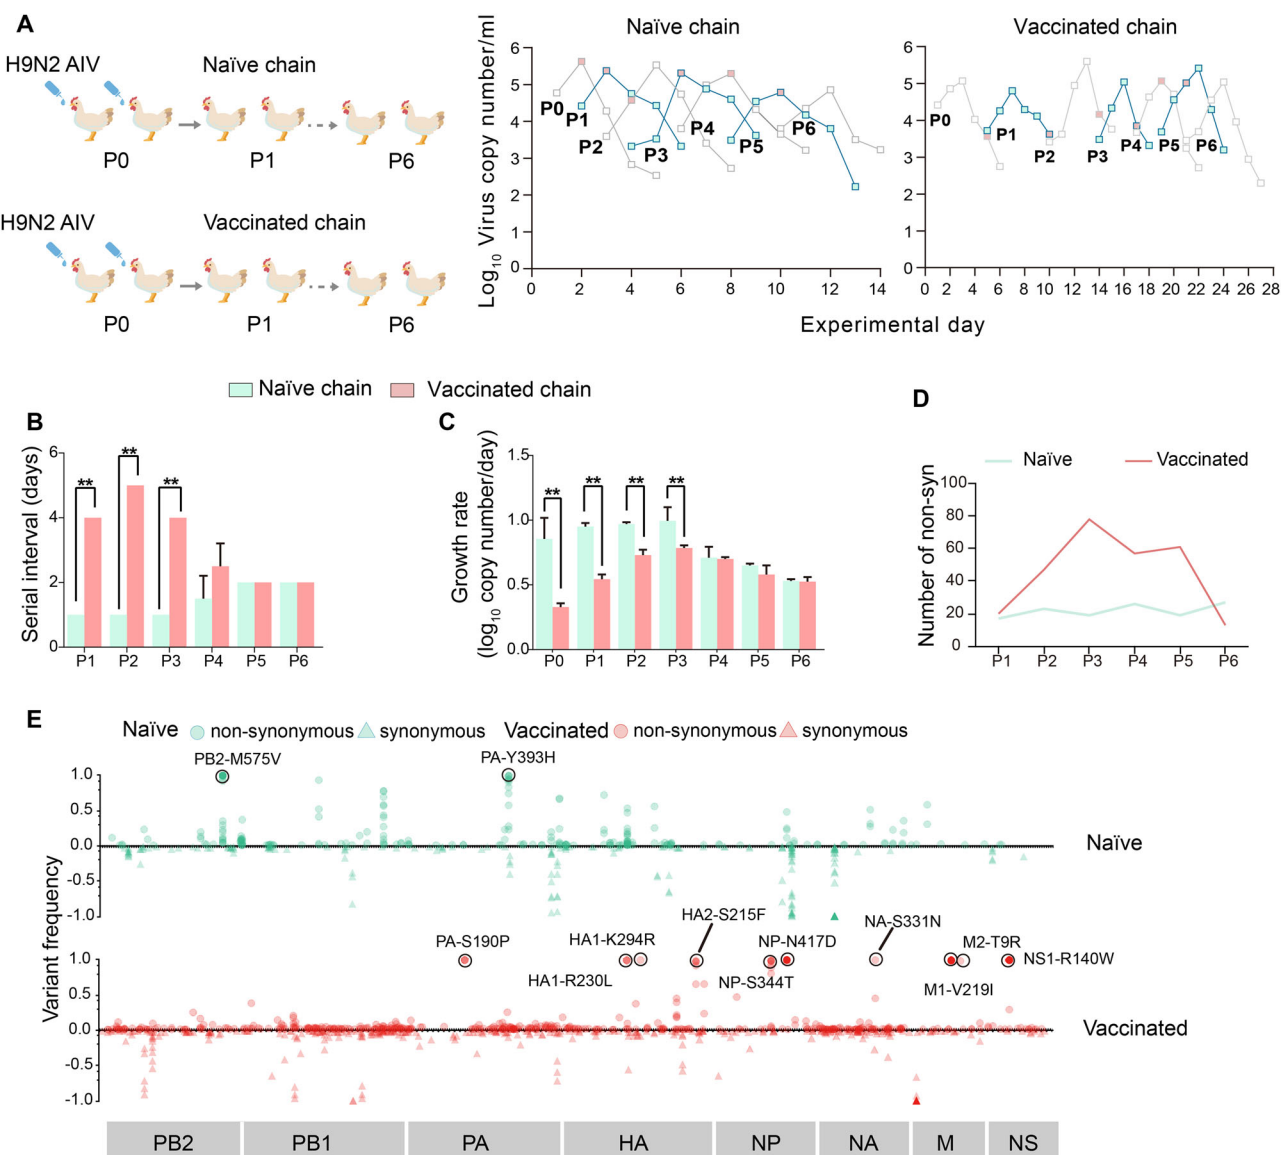 A
H9N2 AIV
Naïve chain
P0
P1
P6
H9N2 AIV
Vaccinated chain
P0
P1
P6
Naïve chain
Log10 Virus copy number/ml
6
5
4
3
2
1
0
0 2 4 6 8 10 12 14
P0
P1
P2
P3
P4
P5
P6
Vaccinated chain
6
5
4
3
2
1
0
0 2 4 6 8 10 12 14 16 18 20 22 24 26 28
P0
P1
P2
P3
P4
P5
P6
Experimental day
Naïve chain
Vaccinated chain
B
Serial interval (days)
6
4
2
0
** ** **
P1 P2 P3 P4 P5 P6
C
Growth rate
(log10 copy number/day)
1.5
1.0
0.5
0.0
** ** ** **
P0 P1 P2 P3 P4 P5 P6
D
Naïve
Vaccinated
Number of non-syn
100
80
60
40
20
0
P1 P2 P3 P4 P5 P6
E
Naïve non-synonymous synonymous Vaccinated non-synonymous synonymous
Variant frequency
PB2-M575V
PA-Y393H
1.0
0.5
0.0
-0.5
-1.0
Naïve
PA-S190P
HA1-K294R
HA1-R230L
HA2-S215F
NP-N417D
NP-S344T
NA-S331N
M2-T9R
M1-V219I
NS1-R140W
1.0
0.5
0.0
-0.5
-1.0
Vaccinated
PB2 PB1 PA HA NP NA M NS